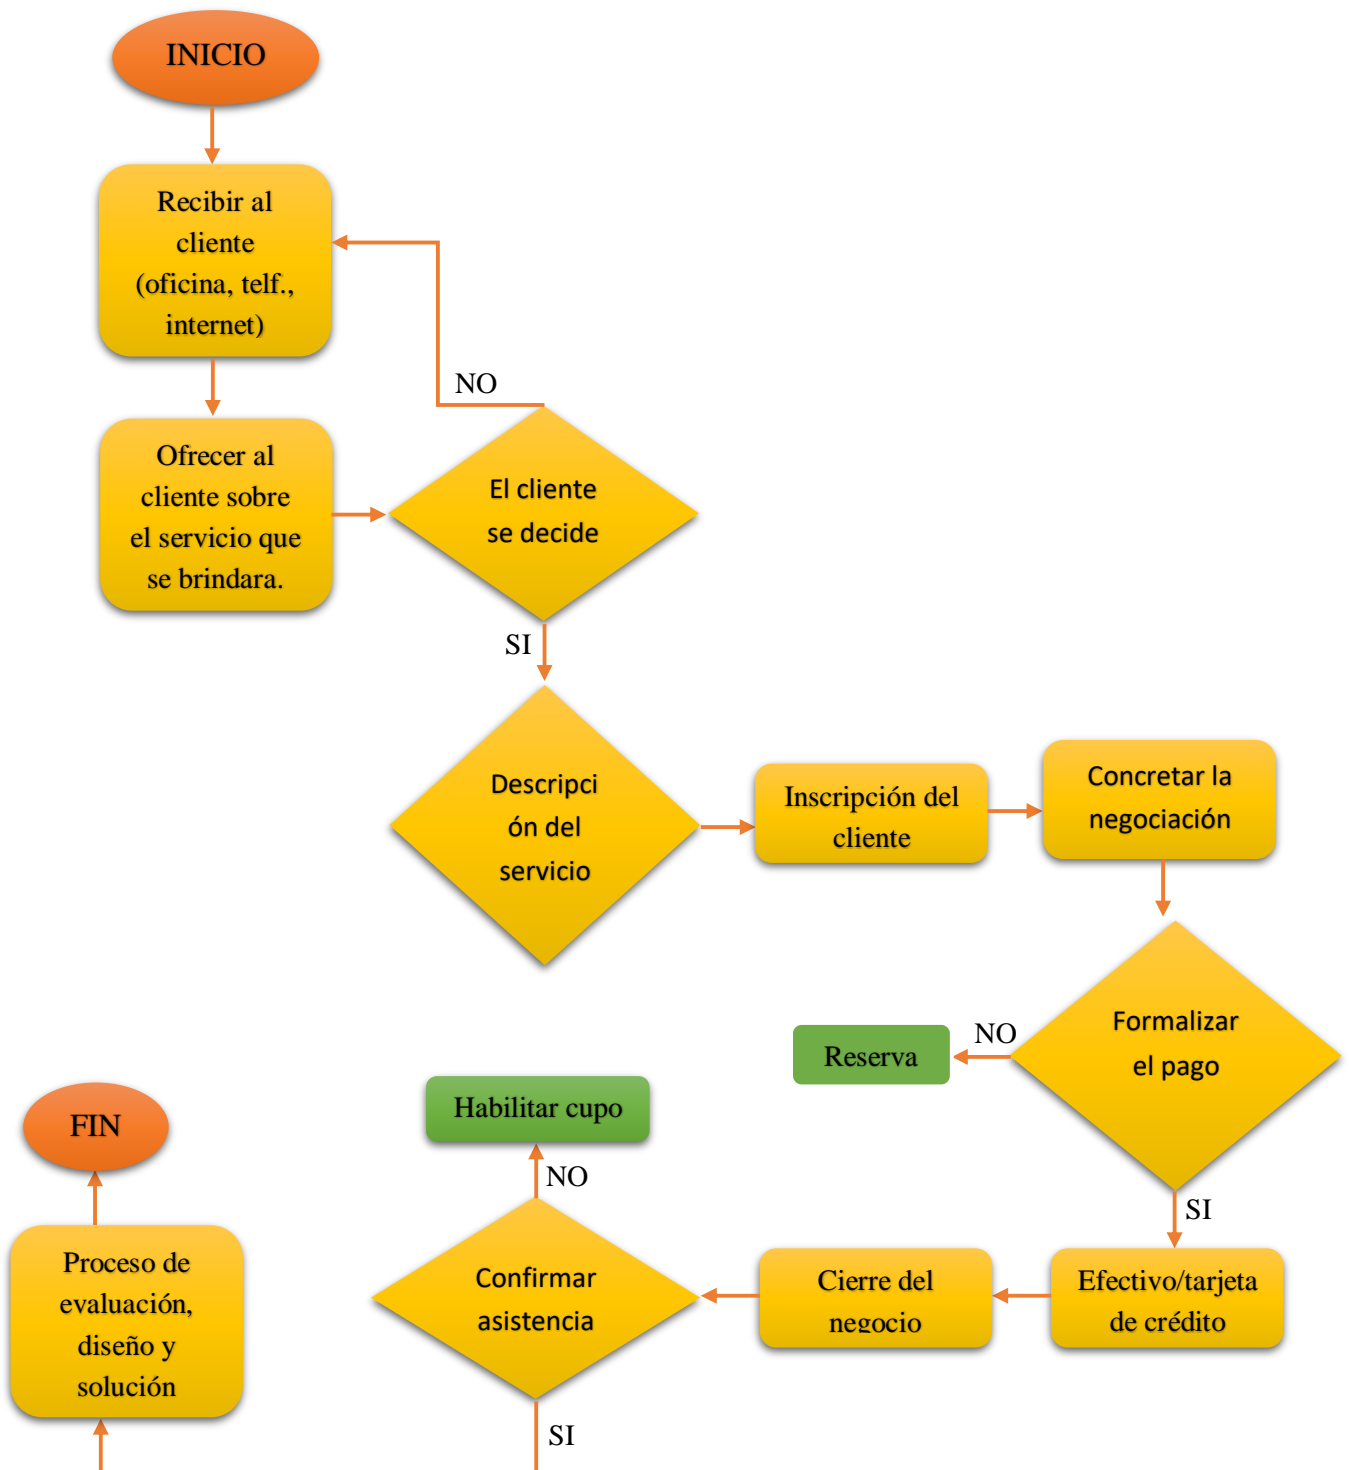 INICIO
Recibir al
cliente
(oficina, telf.,
internet)
NO
Ofrecer al
cliente sobre
el servicio que
se brindara.
El cliente
se decide
SI
Descripci
ón del
servicio
Inscripción del
cliente
Concretar la
negociación
Formalizar
el pago
NO
Reserva
SI
Efectivo/tarjeta
de crédito
Cierre del
negocio
Confirmar
asistencia
NO
Habilitar cupo
SI
Proceso de
evaluación,
diseño y
solución
FIN